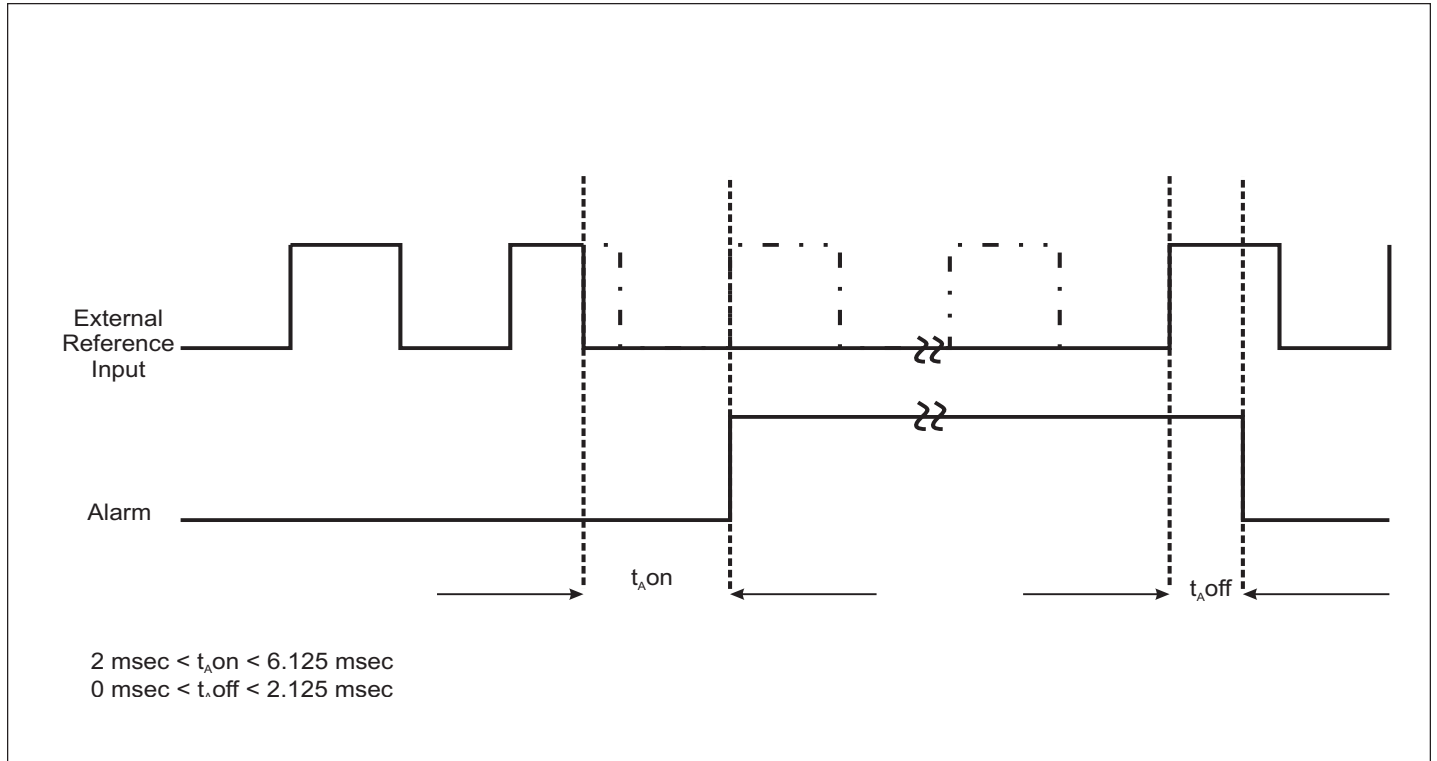 External
Reference
Input
Alarm
tAon
tAoff
2 msec < tAon < 6.125 msec
0 msec < tAoff < 2.125 msec